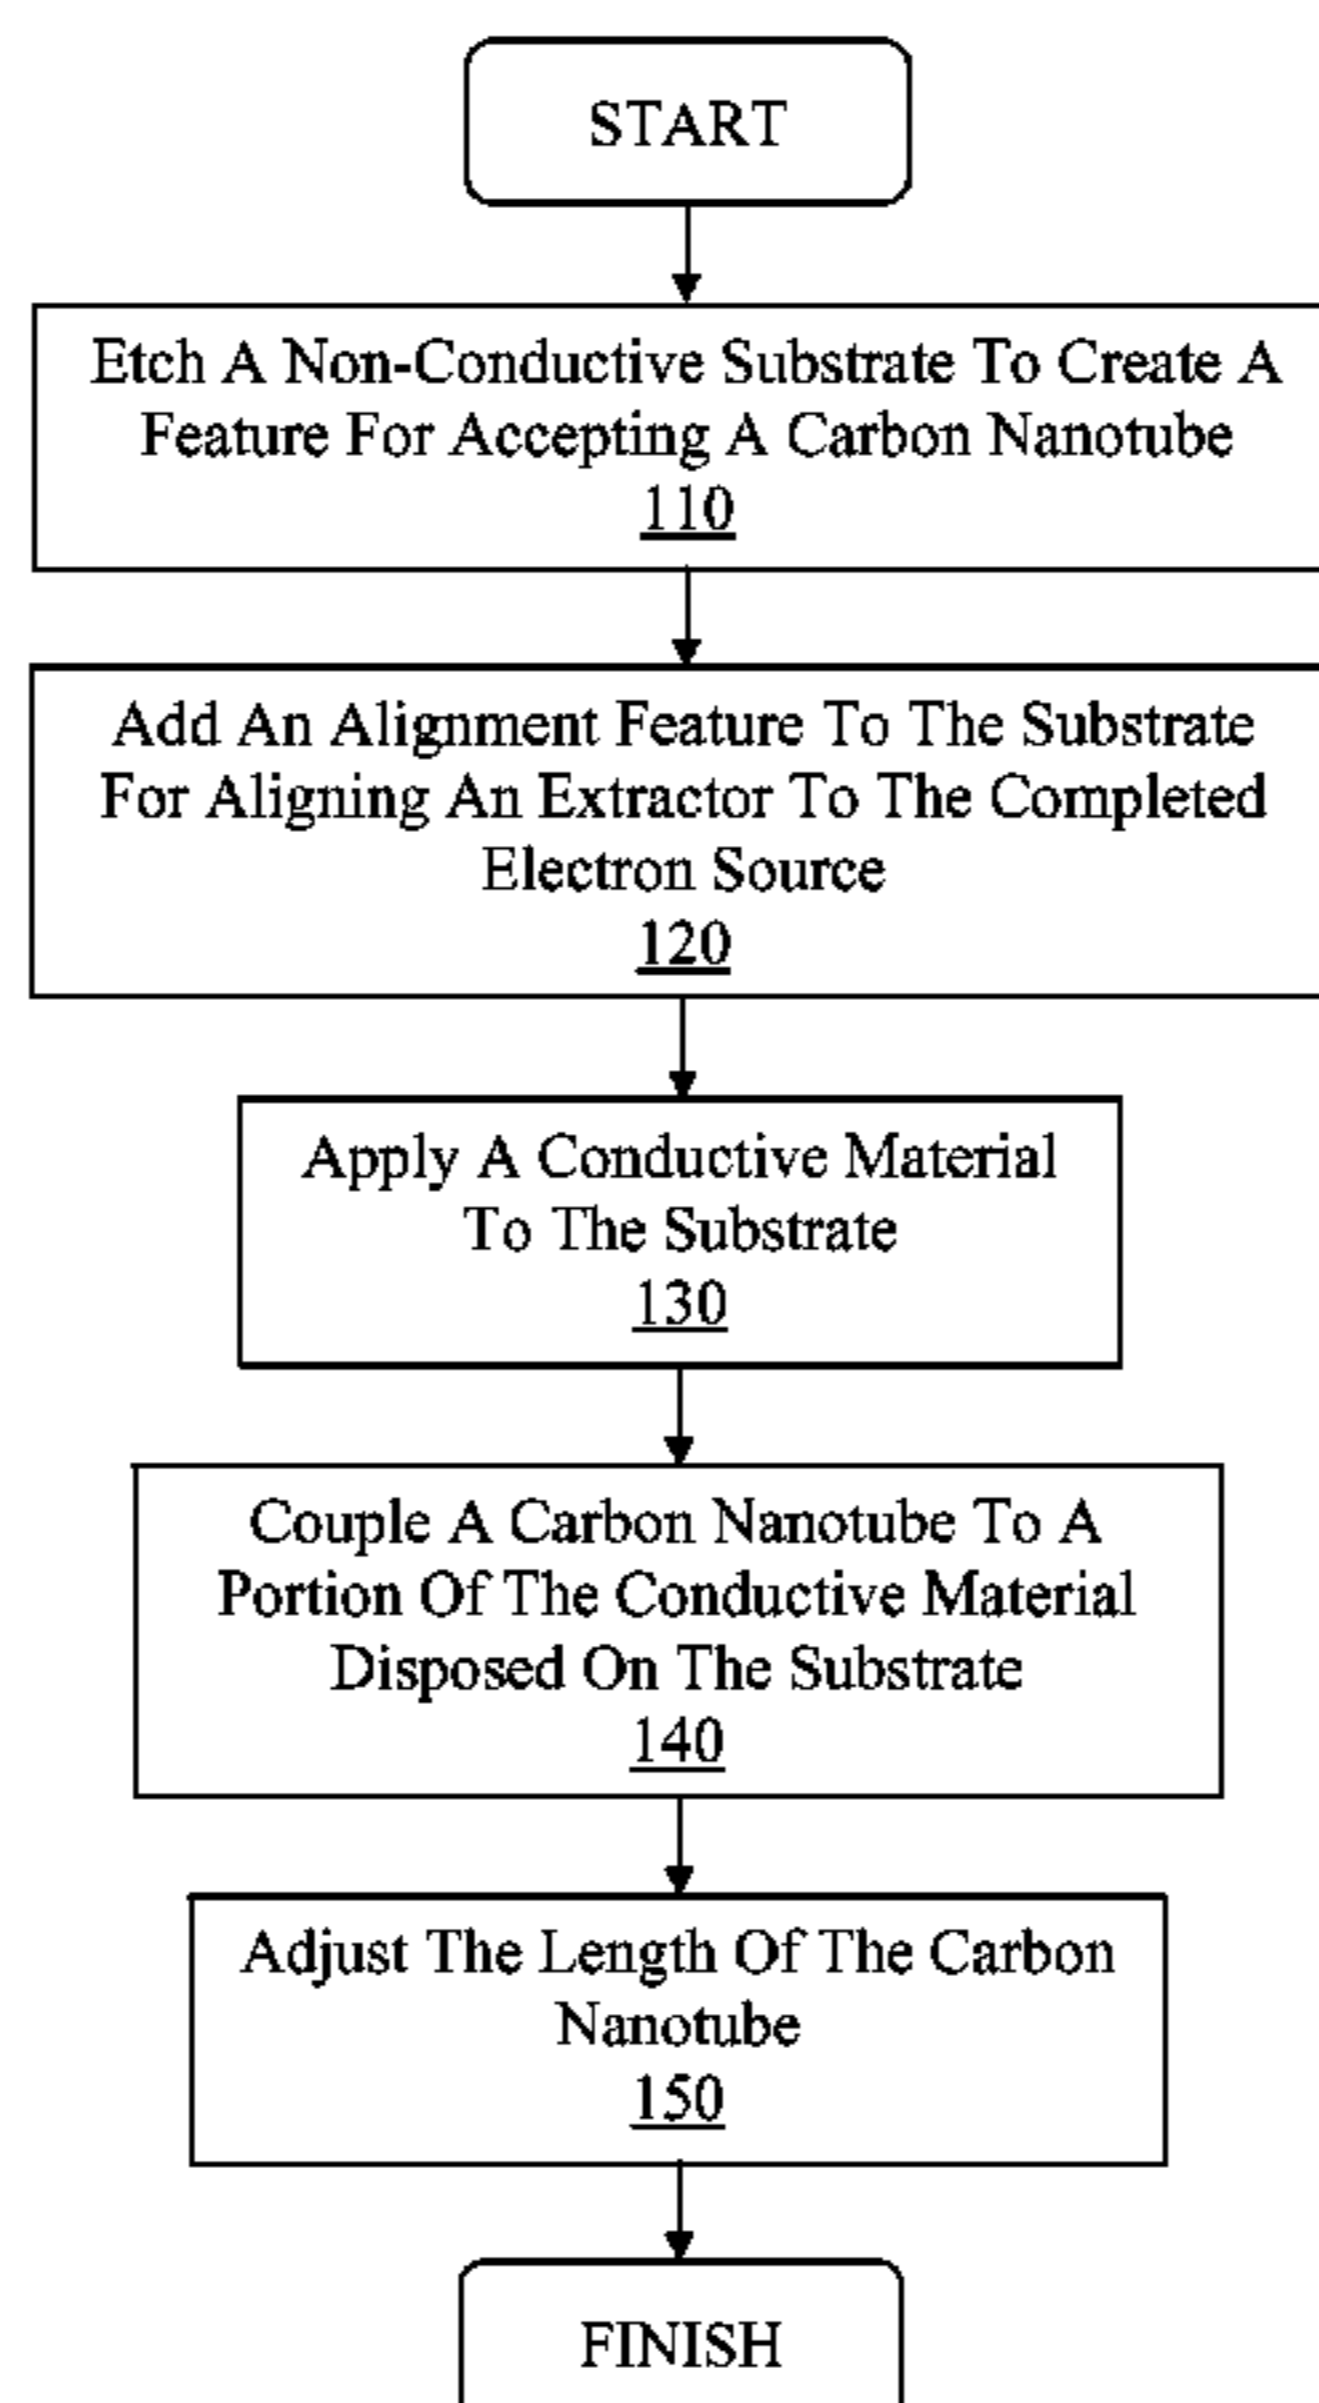 START
Etch A Non-Conductive Substrate To Create A
Feature For Accepting A Carbon Nanotube
110
Add An Alignment Feature To The Substrate
For Aligning An Extractor To The Completed
Electron Source
120
Apply A Conductive Material
To The Substrate
130
Couple A Carbon Nanotube To A
Portion Of The Conductive Material
Disposed On The Substrate
140
Adjust The Length Of The Carbon
Nanotube
150
FINISH